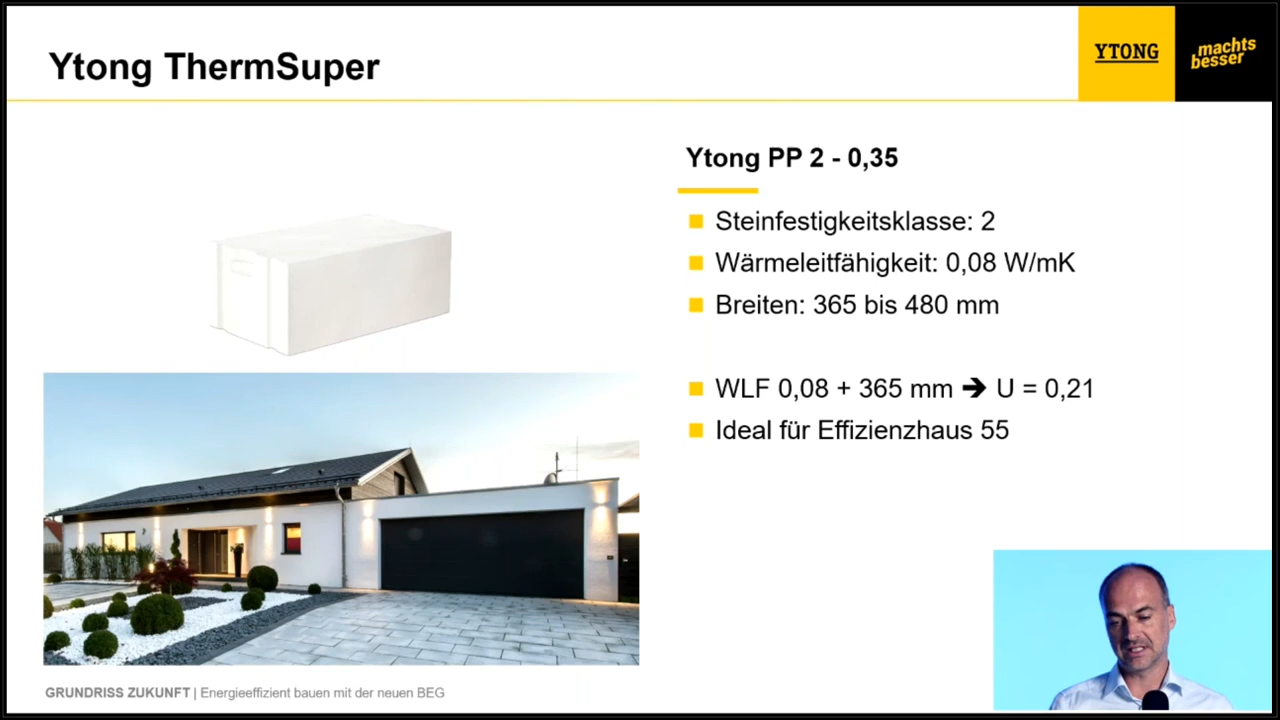 Ytong ThermSuper
YTONG
machts
besser
Ytong PP 2 - 0,35
Steinfestigkeitsklasse: 2
Wärmeleitfähigkeit: 0,08 W/mK
Breiten: 365 bis 480 mm
WLF 0,08 + 365 mm ➔ U = 0,21
Ideal für Effizienzhaus 55
GRUNDRISS ZUKUNFT | Energieeffizient bauen mit der neuen BEG